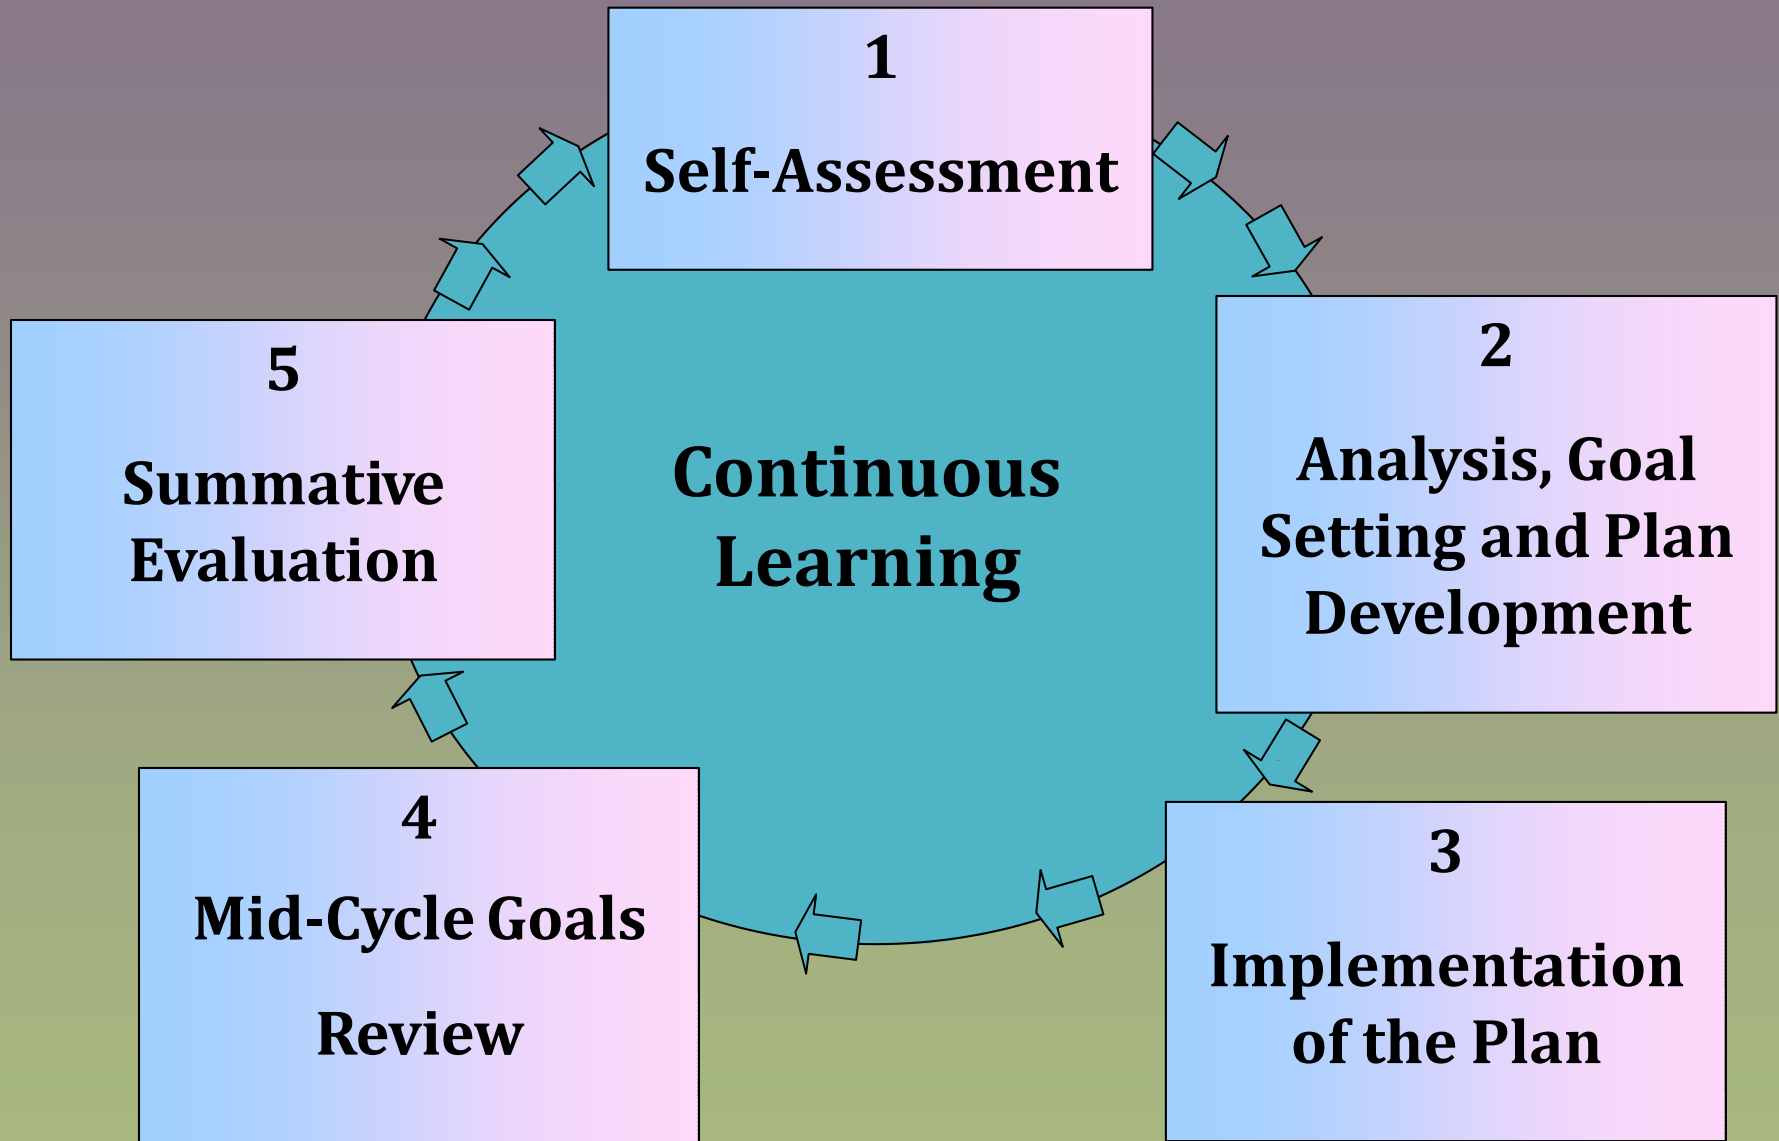 1
Self-Assessment
2
Analysis, Goal
Setting and Plan
Development
3
Implementation
of the Plan
4
Mid-Cycle Goals
Review
5
Summative
Evaluation
Continuous
Learning